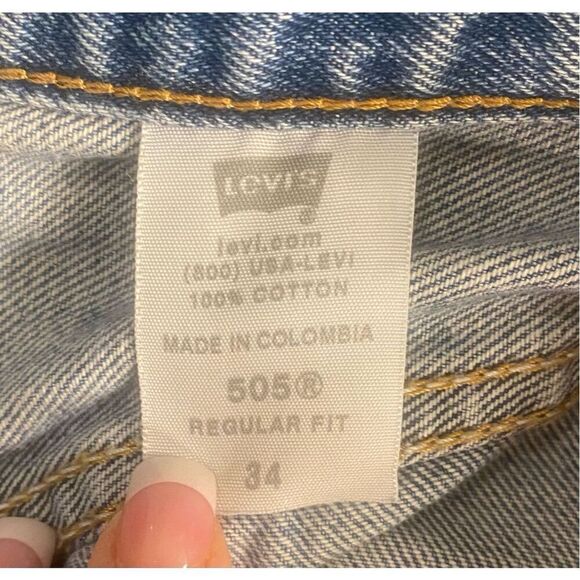 LEVI'S
®
levi.com
(800) USA-LEVI
100% COTTON
MADE IN COLOMBIA
505®
REGULAR FIT
34